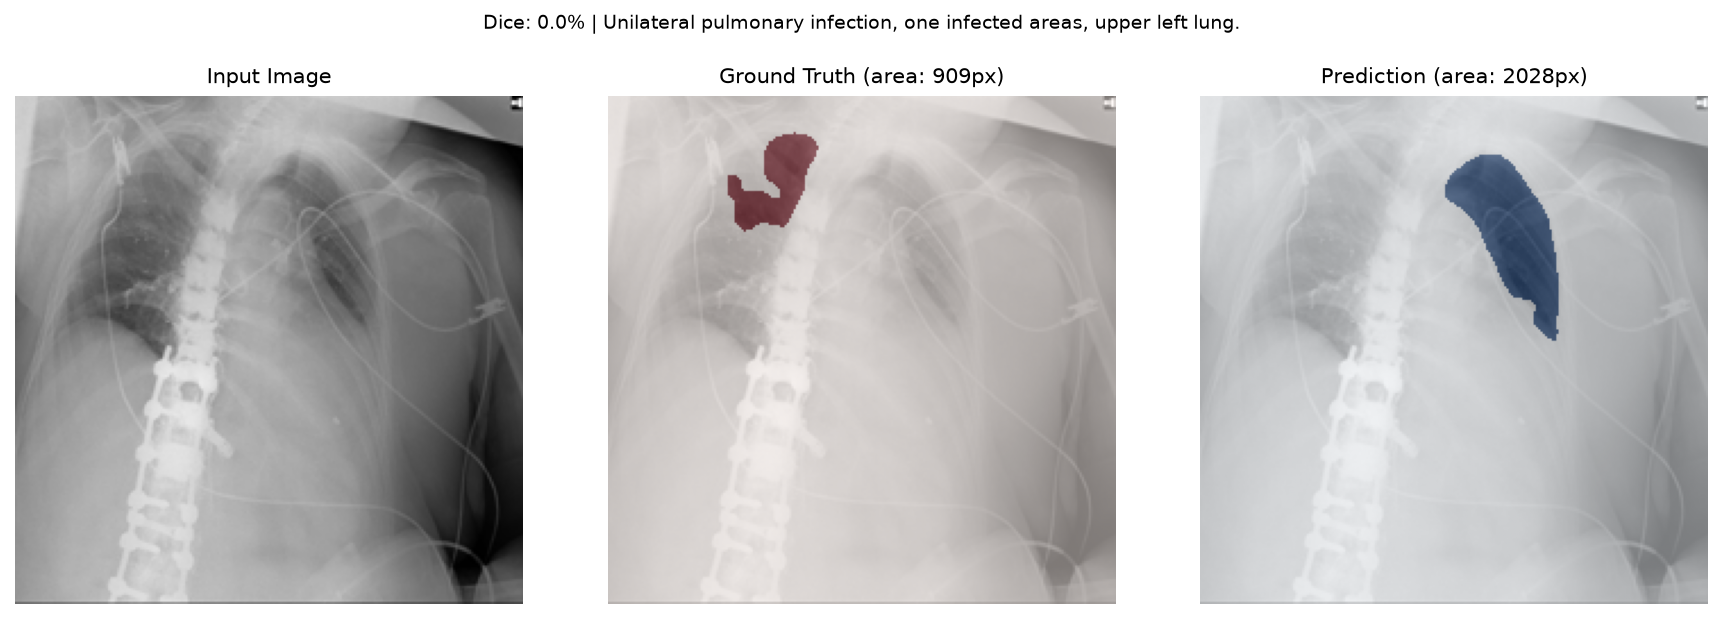 Dice: 0.0% | Unilateral pulmonary infection, one infected areas, upper left lung.
Input Image
Ground Truth (area: 909px)
Prediction (area: 2028px)